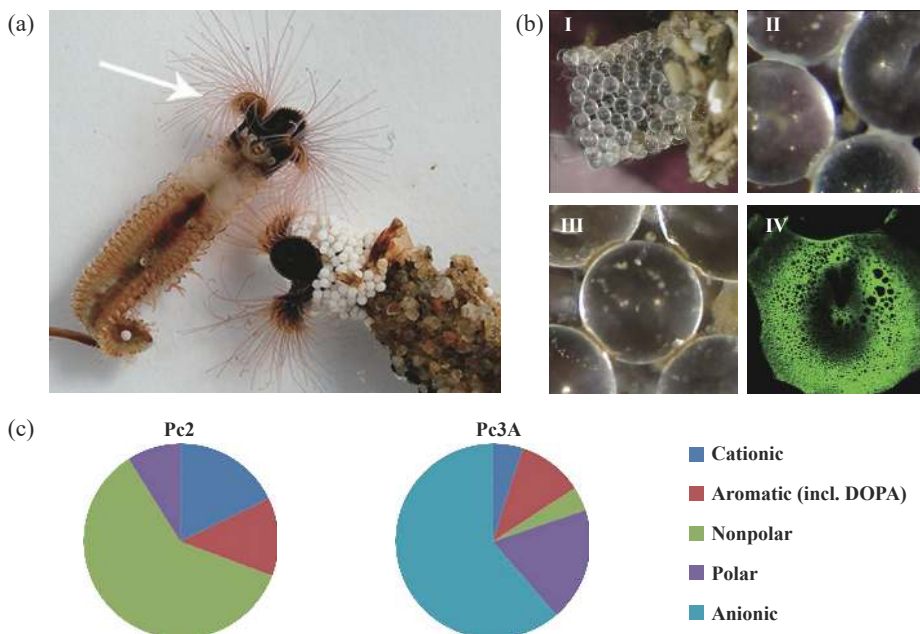 (a)
(b)
I
II
III
IV
(c)
Pc2
Pc3A
Cationic
Aromatic (incl. DOPA)
Nonpolar
Polar
Anionic